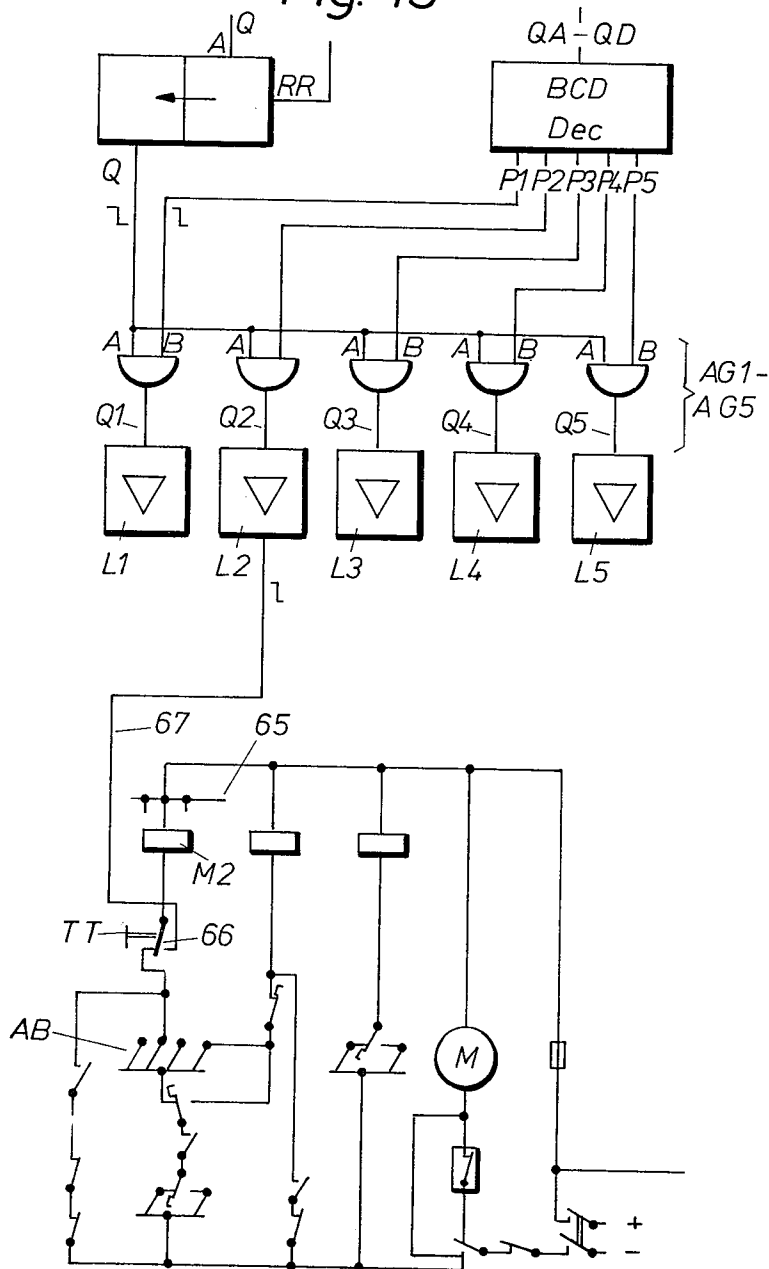 Fig. 13
Q
A
RR
QA-QD
BCD
Dec
Q
P1 P2 P3 P4 P5
A B A A B A B A B
AG1-
AG5
Q1 Q2 Q3 Q4 Q5
L1 L2 L3 L4 L5
67 65
M2
TT 66
AB
M
+
-